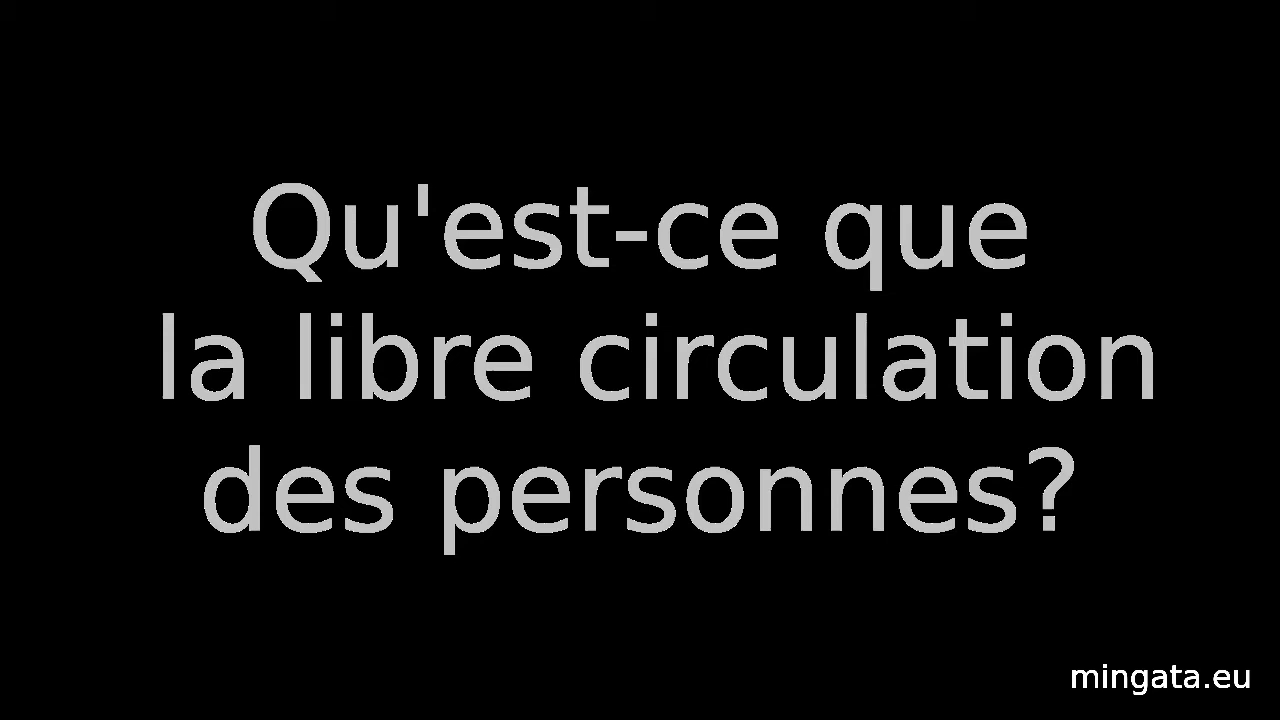 Qu'est-ce que
la libre circulation
des personnes?
mingata.eu